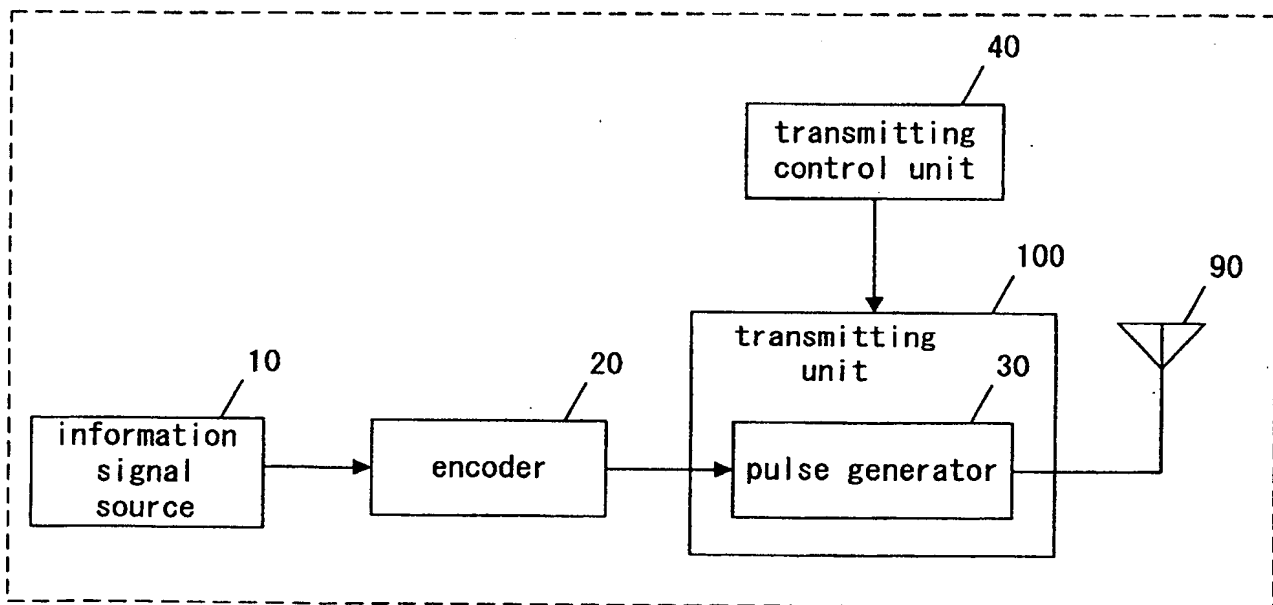 40
transmitting
control unit
100
90
transmitting
unit
10
20
30
information
signal
source
encoder
pulse generator